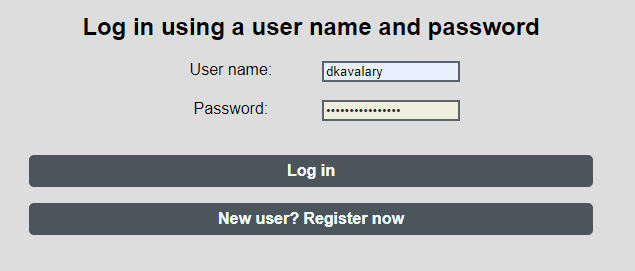 Log in using a user name and password
User name: dkavalary
Password: ••••••••••••••••
Log in
New user? Register now